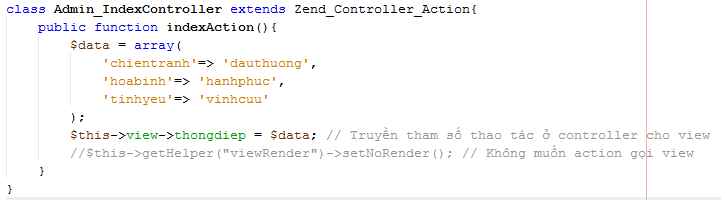 class Admin_IndexController extends Zend_Controller_Action{
public function indexAction(){
$data = array(
'chientranh'=> 'dauthuong',
'hoabinh'=> 'hanhphuc',
'tinhyeu'=> 'vinhcuu'
);
$this->view->thongdiep = $data; // Truyền tham số thao tác ở controller cho view
//$this->getHelper("viewRender")->setNoRender(); // Không muốn action gọi view
}
}